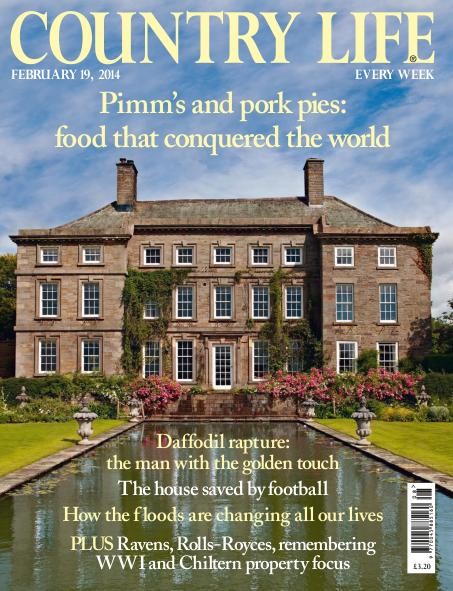 COUNTRY LIFE®
FEBRUARY 19, 2014 EVERY WEEK
Pimm's and pork pies:
food that conquered the world
Daffodil rapture:
the man with the golden touch
The house saved by football
How the floods are changing all our lives
PLUS Ravens, Rolls-Royces, remembering
WWI and Chiltern property focus
08>
£3.20